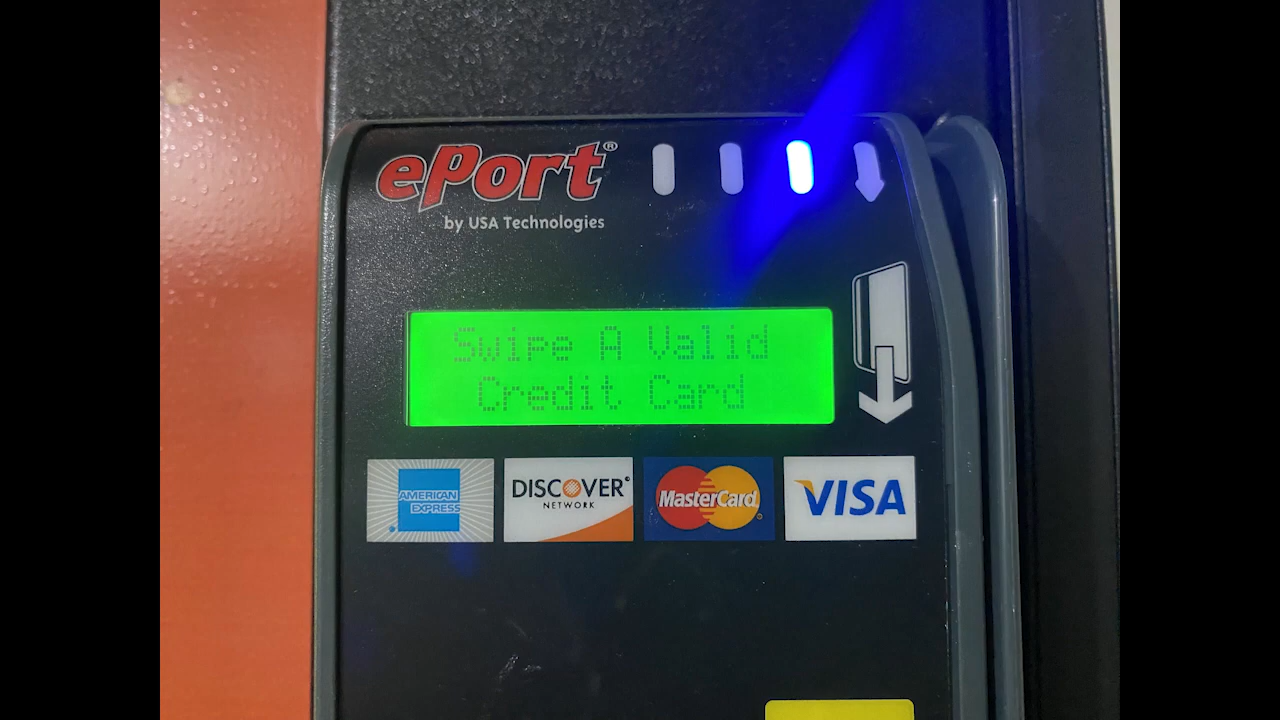 ePort®
by USA Technologies
Swipe A Valid
Credit Card
AMERICAN
EXPRESS
DISCOVER
NETWORK
MasterCard
VISA